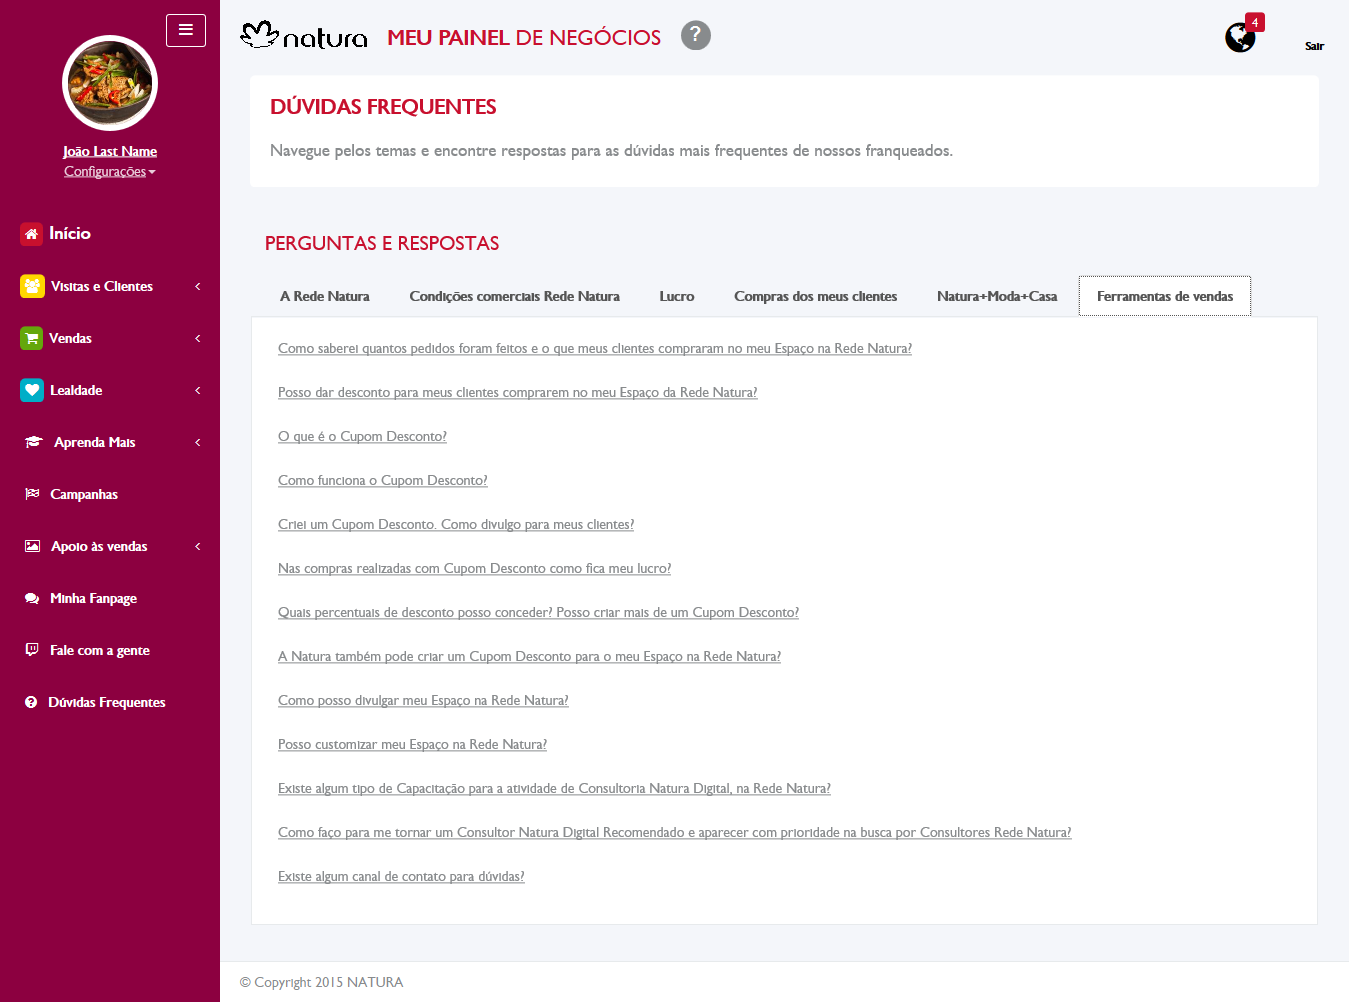 natura
MEU PAINEL DE NEGÓCIOS
?
4
Sair
João Last Name
Configurações
Início
Visitas e Clientes
Vendas
Lealdade
Aprenda Mais
Campanhas
Apoio às vendas
Minha Fanpage
Fale com a gente
Dúvidas Frequentes
DÚVIDAS FREQUENTES
Navegue pelos temas e encontre respostas para as dúvidas mais frequentes de nossos franqueados.
PERGUNTAS E RESPOSTAS
A Rede Natura
Condições comerciais Rede Natura
Lucro
Compras dos meus clientes
Natura+Moda+Casa
Ferramentas de vendas
Como saberei quantos pedidos foram feitos e o que meus clientes compraram no meu Espaço na Rede Natura?
Posso dar desconto para meus clientes comprarem no meu Espaço da Rede Natura?
O que é o Cupom Desconto?
Como funciona o Cupom Desconto?
Criei um Cupom Desconto. Como divulgo para meus clientes?
Nas compras realizadas com Cupom Desconto como fica meu lucro?
Quais percentuais de desconto posso conceder? Posso criar mais de um Cupom Desconto?
A Natura também pode criar um Cupom Desconto para o meu Espaço na Rede Natura?
Como posso divulgar meu Espaço na Rede Natura?
Posso customizar meu Espaço na Rede Natura?
Existe algum tipo de Capacitação para a atividade de Consultoria Natura Digital, na Rede Natura?
Como faço para me tornar um Consultor Natura Digital Recomendado e aparecer com prioridade na busca por Consultores Rede Natura?
Existe algum canal de contato para dúvidas?
© Copyright 2015 NATURA